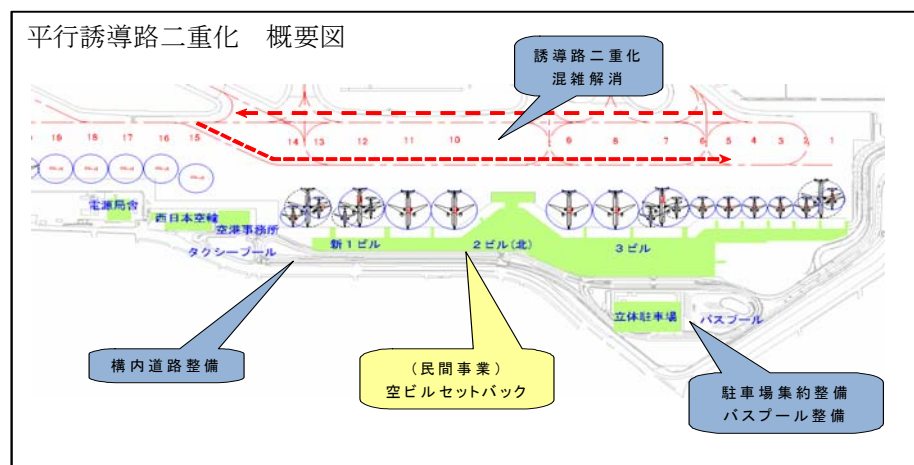 平行誘導路二重化　概要図
誘導路二重化
混雑解消
19 18 17 16 15 14 13 12 11 10 9 8 7 6 5 4 3 2 1
電源局舎
西日本空輸
空港事務所
タクシープール
新1ビル
2ビル(北)
3ビル
立体駐車場
バスプール
構内道路整備
(民間事業)
空ビルセットバック
駐車場集約整備
バスプール整備